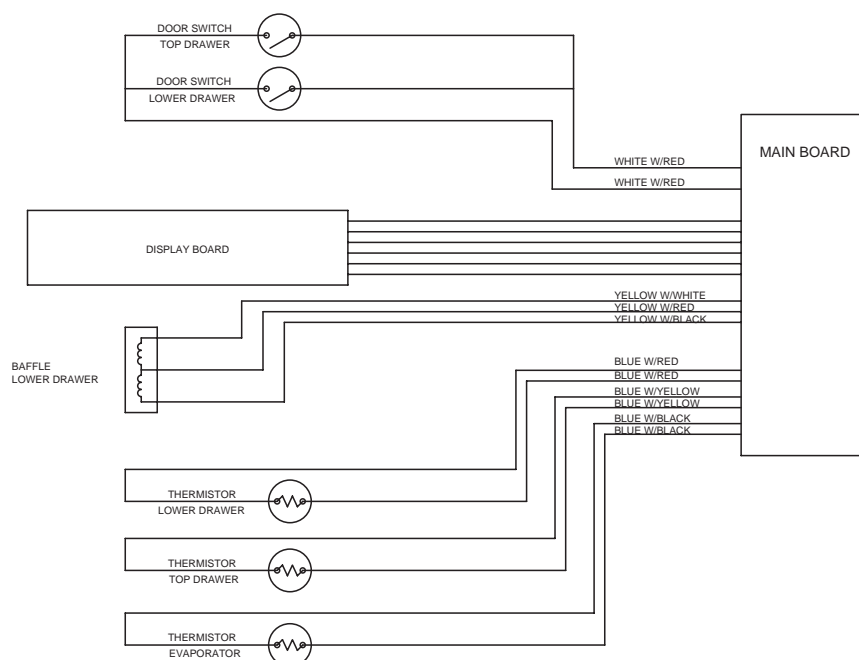 DOOR SWITCH
TOP DRAWER
DOOR SWITCH
LOWER DRAWER
MAIN BOARD
WHITE W/RED
WHITE W/RED
DISPLAY BOARD
YELLOW W/WHITE
YELLOW W/RED
YELLOW W/BLACK
BAFFLE
LOWER DRAWER
BLUE W/RED
BLUE W/RED
BLUE W/YELLOW
BLUE W/YELLOW
BLUE W/BLACK
BLUE W/BLACK
THERMISTOR
LOWER DRAWER
THERMISTOR
TOP DRAWER
THERMISTOR
EVAPORATOR